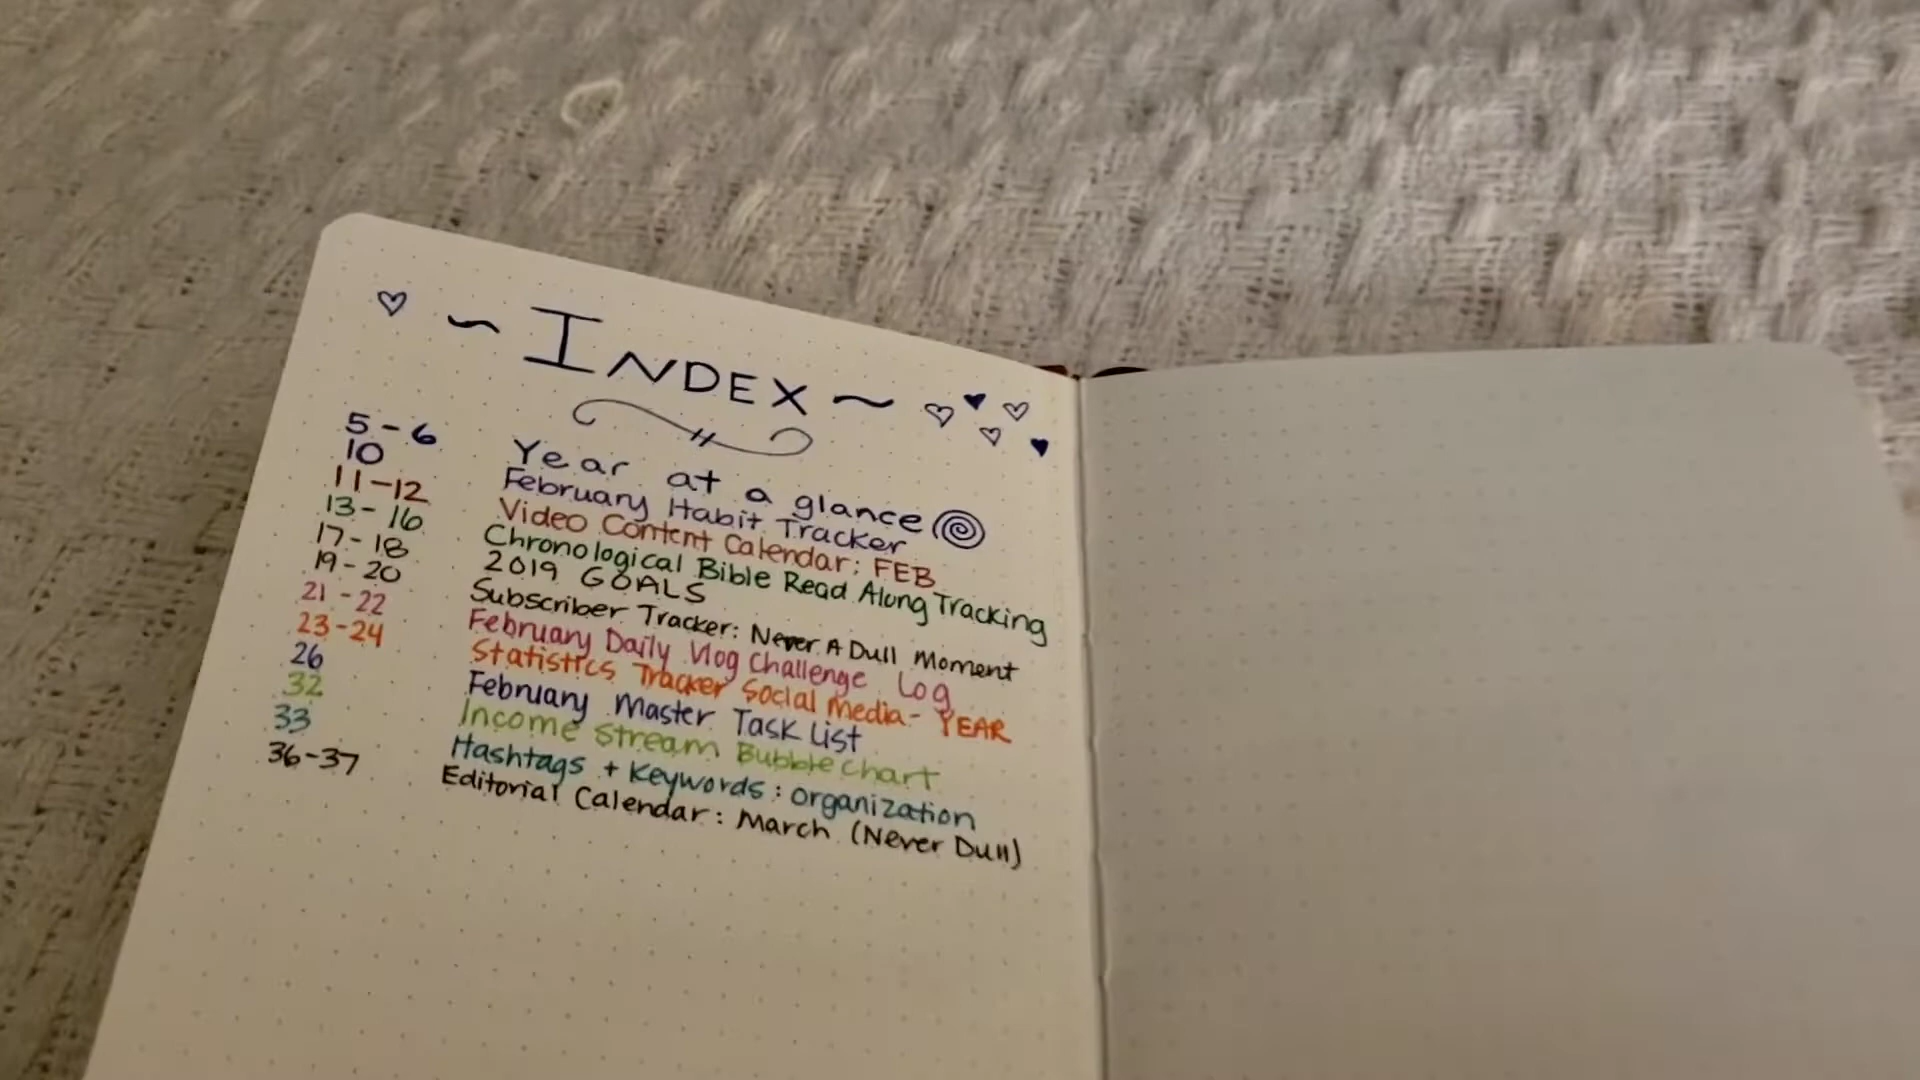 ~ INDEX ~
5-6 Year at a glance
10 February Habit Tracker
11-12 Video Content Calendar: FEB
13-16 Chronological Bible Read Along Tracking
17-18 2019 GOALS
19-20 Subscriber Tracker: Never A Dull Moment
21-22 February Daily Vlog Challenge Log
23-24 Statistics Tracker Social Media- YEAR
26 February Master Task List
32 Income Stream Bubble chart
33 Hashtags + Keywords: organization
36-37 Editorial Calendar: March (Never Dull)